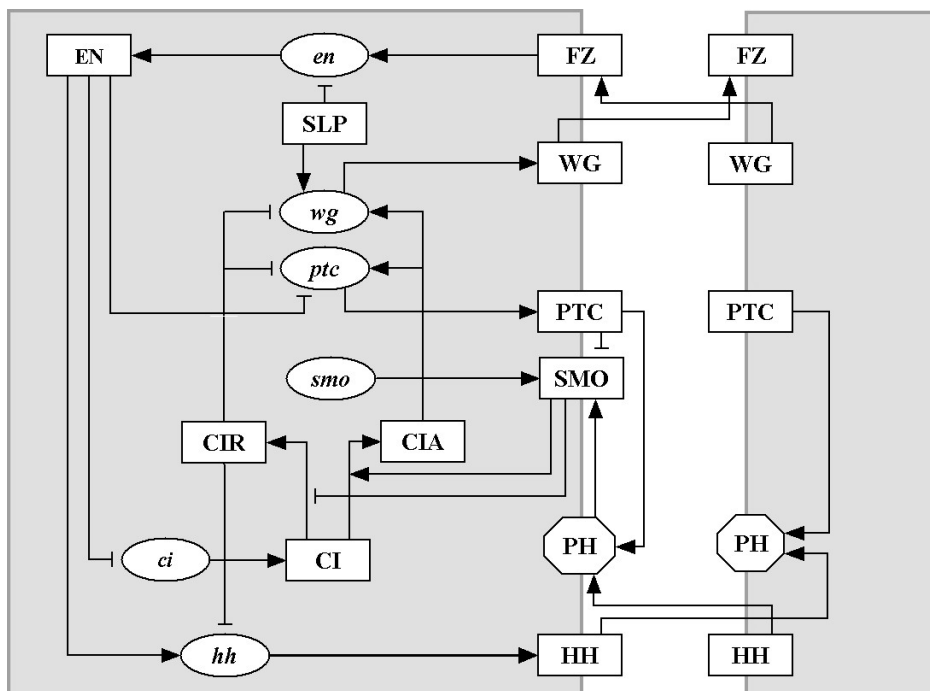 EN
en
FZ
FZ
SLP
WG
WG
wg
ptc
PTC
PTC
smo
SMO
CIR
CIA
PH
PH
ci
CI
hh
HH
HH